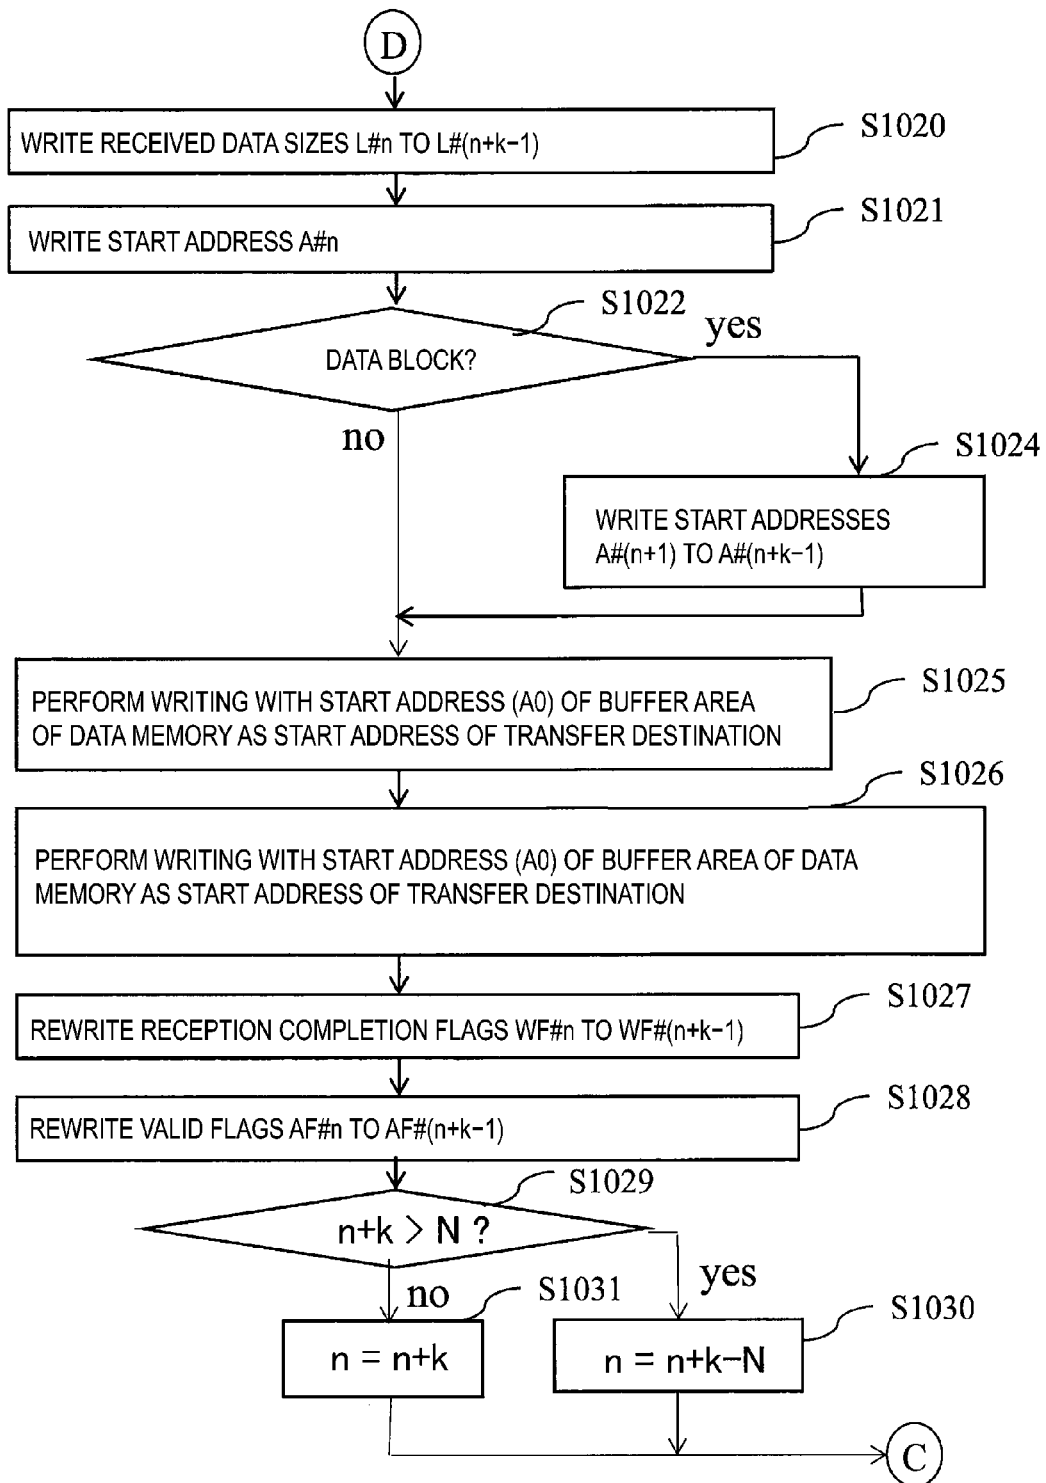 D
S1020
WRITE RECEIVED DATA SIZES L#n TO L#(n+k−1)
S1021
WRITE START ADDRESS A#n
S1022
yes
DATA BLOCK?
no
S1024
WRITE START ADDRESSES
A#(n+1) TO A#(n+k−1)
S1025
PERFORM WRITING WITH START ADDRESS (A0) OF BUFFER AREA
OF DATA MEMORY AS START ADDRESS OF TRANSFER DESTINATION
S1026
PERFORM WRITING WITH START ADDRESS (A0) OF BUFFER AREA OF DATA
MEMORY AS START ADDRESS OF TRANSFER DESTINATION
S1027
REWRITE RECEPTION COMPLETION FLAGS WF#n TO WF#(n+k−1)
S1028
REWRITE VALID FLAGS AF#n TO AF#(n+k−1)
S1029
n+k > N ?
yes
no
S1031
S1030
n = n+k
n = n+k−N
C